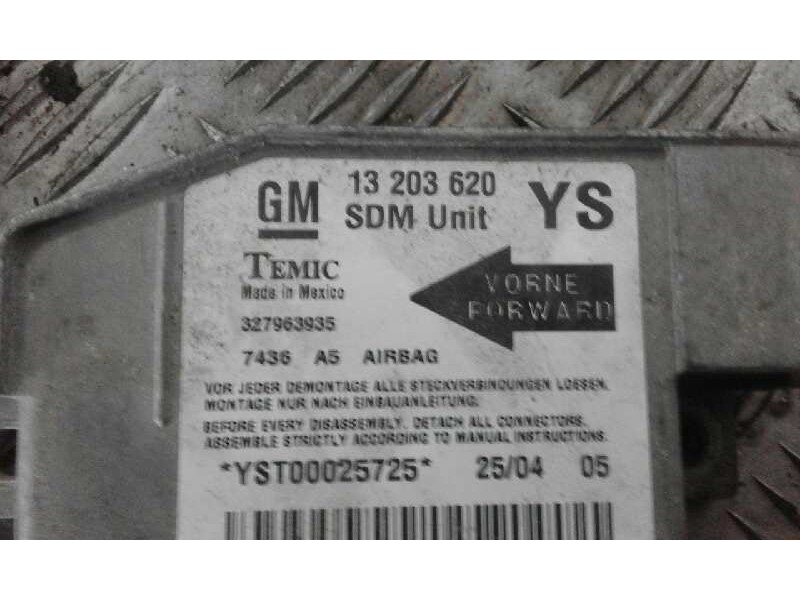 GM 13 203 620 YS
SDM Unit
TEMIC
Made in Mexico
VORNE
FORWARD
327963935
7436 A5 AIRBAG
VOR JEDER DEMONTAGE ALLE STECKVERBINDUNGEN LOESEN.
MONTAGE NUR NACH EINBAUANLEITUNG.
BEFORE EVERY DISASSEMBLY, DETACH ALL CONNECTORS.
ASSEMBLE STRICTLY ACCORDING TO MANUAL INSTRUCTIONS.
*YST00025725* 25/04 05